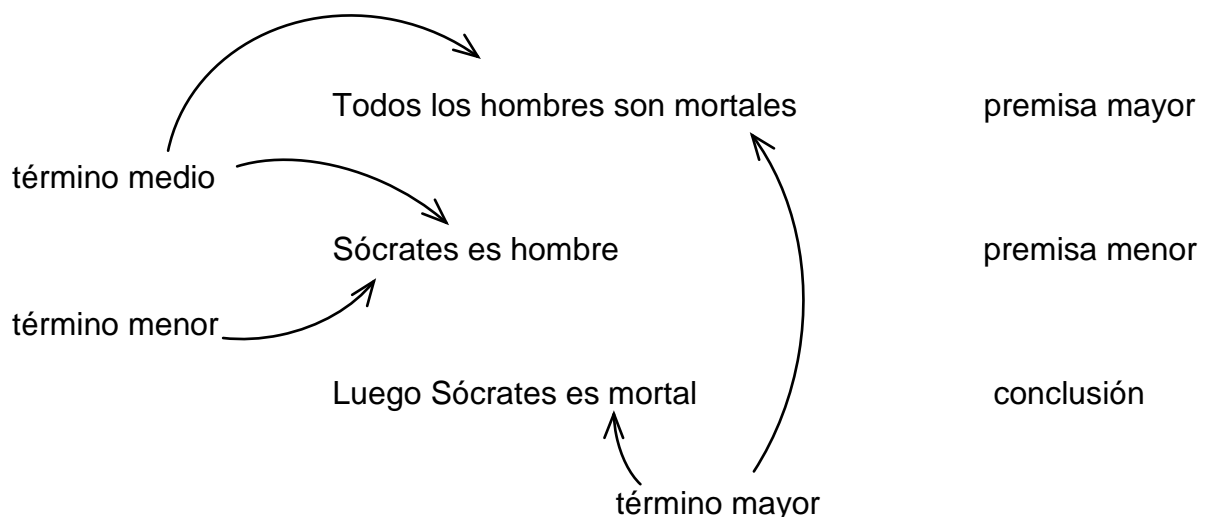 Todos los hombres son mortales premisa mayor
término medio
Sócrates es hombre premisa menor
término menor
Luego Sócrates es mortal conclusión
término mayor